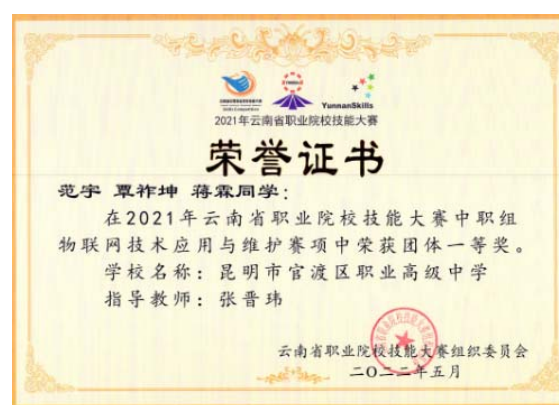 YunnanSkills
2021年云南省职业院校技能大赛
荣誉证书
范宇 覃祚坤 蒋霖同学：
在2021年云南省职业院校技能大赛中职组
物联网技术应用与维护赛项中荣获团体一等奖。
学校名称：昆明市官渡区职业高级中学
指导教师：张晋玮
云南省职业院校技能大赛组织委员会
二〇二二年五月